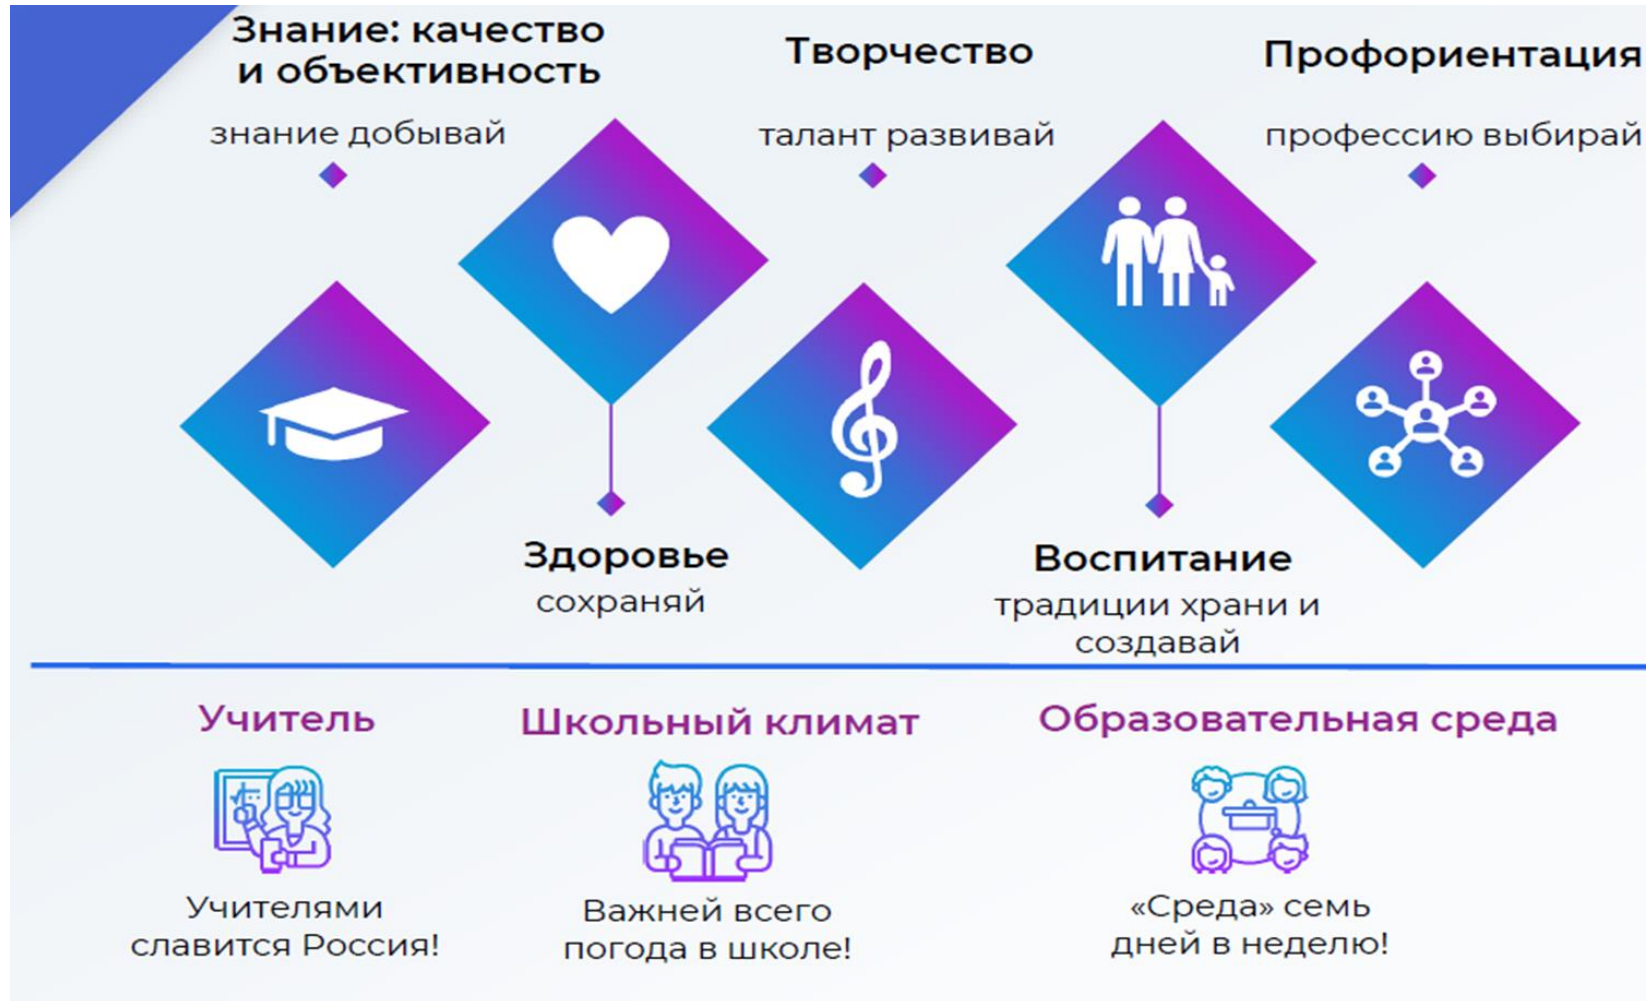 Знание: качество
и объективность
знание добывай
Творчество
талант развивай
Профориентация
профессию выбирай
Здоровье
сохраняй
Воспитание
традиции храни и
создавай
Учитель
Учителями
славится Россия!
Школьный климат
Важней всего
погода в школе!
Образовательная среда
«Среда» семь
дней в неделю!